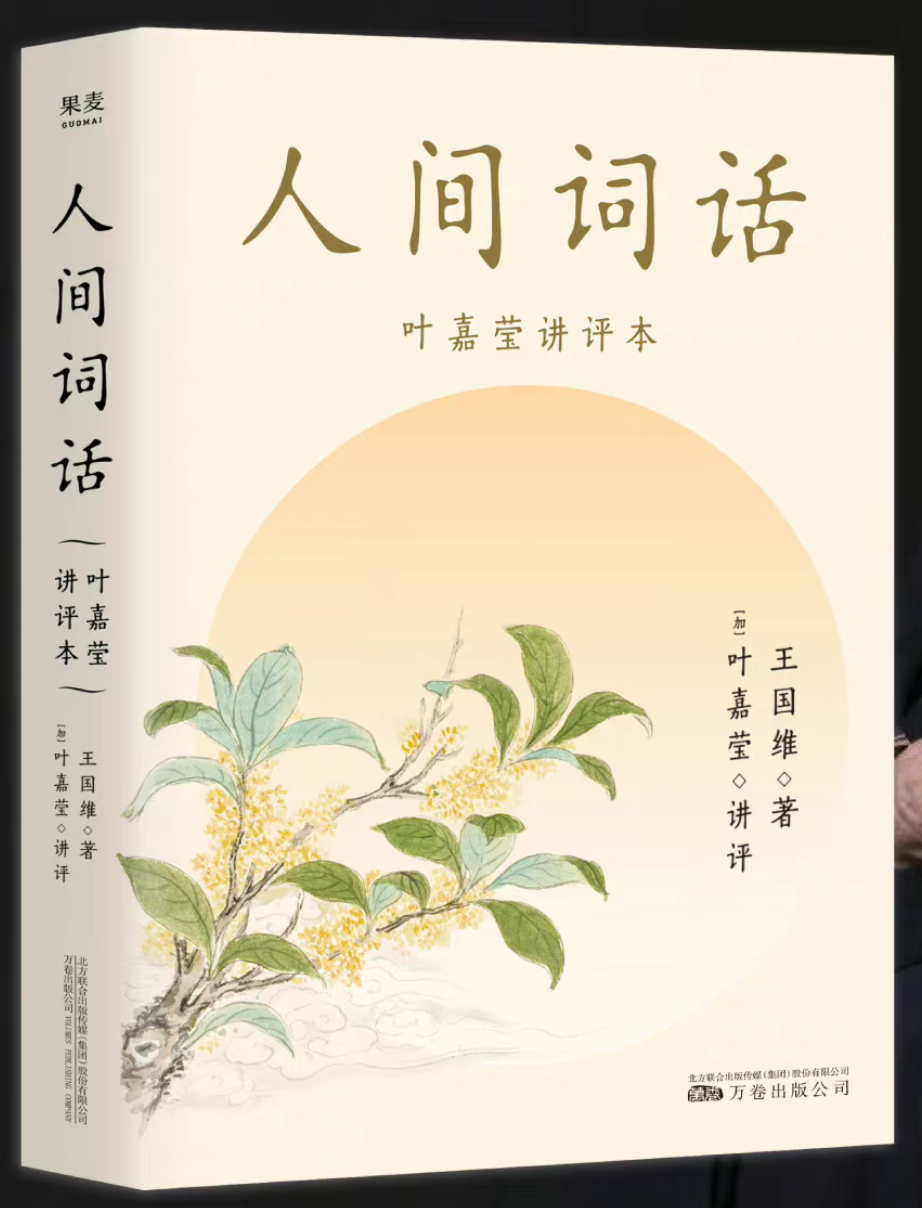 果麦
GUOMAI
人间词话
叶嘉莹
讲评本
王国维◇著
[加]叶嘉莹◇讲评
北方联合出版传媒(集团)股份有限公司
万卷出版公司 VOLUMES PUBLISHING COMPANY
人间词话
叶嘉莹讲评本
王国维◇著
[加]叶嘉莹◇讲评
北方联合出版传媒(集团)股份有限公司
万卷出版公司